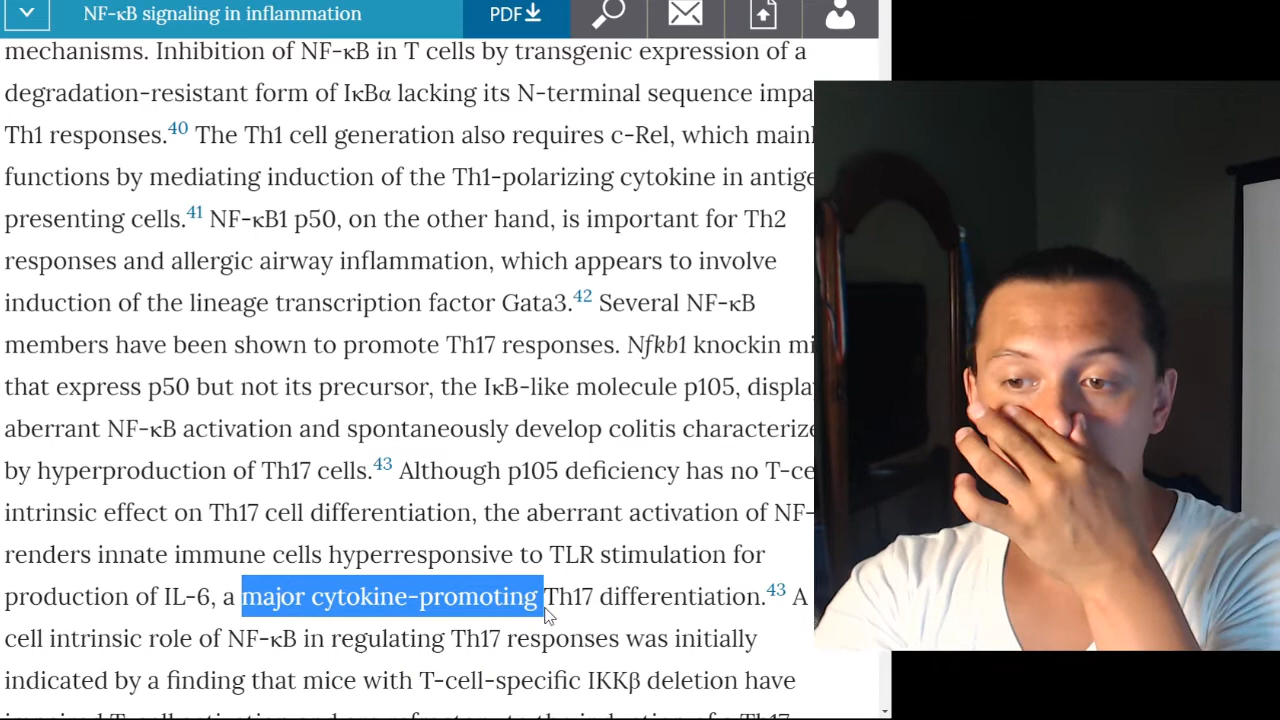 NF-κB signaling in inflammation PDF
mechanisms. Inhibition of NF-κB in T cells by transgenic expression of a
degradation-resistant form of IκBα lacking its N-terminal sequence
Th1 responses.40 The Th1 cell generation also requires c-Rel, which
functions by mediating induction of the Th1-polarizing cytokine in
presenting cells.41 NF-κB1 p50, on the other hand, is important for Th2
responses and allergic airway inflammation, which appears to involve
induction of the lineage transcription factor Gata3.42 Several NF-κB
members have been shown to promote Th17 responses. Nfkb1 knockin
that express p50 but not its precursor, the IκB-like molecule p105,
aberrant NF-κB activation and spontaneously develop colitis
by hyperproduction of Th17 cells.43 Although p105 deficiency has no
intrinsic effect on Th17 cell differentiation, the aberrant activation of NF-
renders innate immune cells hyperresponsive to TLR stimulation for
production of IL-6, a major cytokine-promoting Th17 differentiation.43 A
cell intrinsic role of NF-κB in regulating Th17 responses was initially
indicated by a finding that mice with T-cell-specific IKKβ deletion have